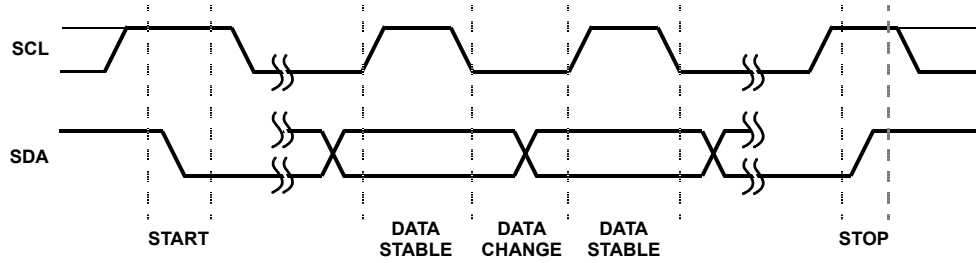 SCL
SDA
START
DATA
STABLE
DATA
CHANGE
DATA
STABLE
STOP